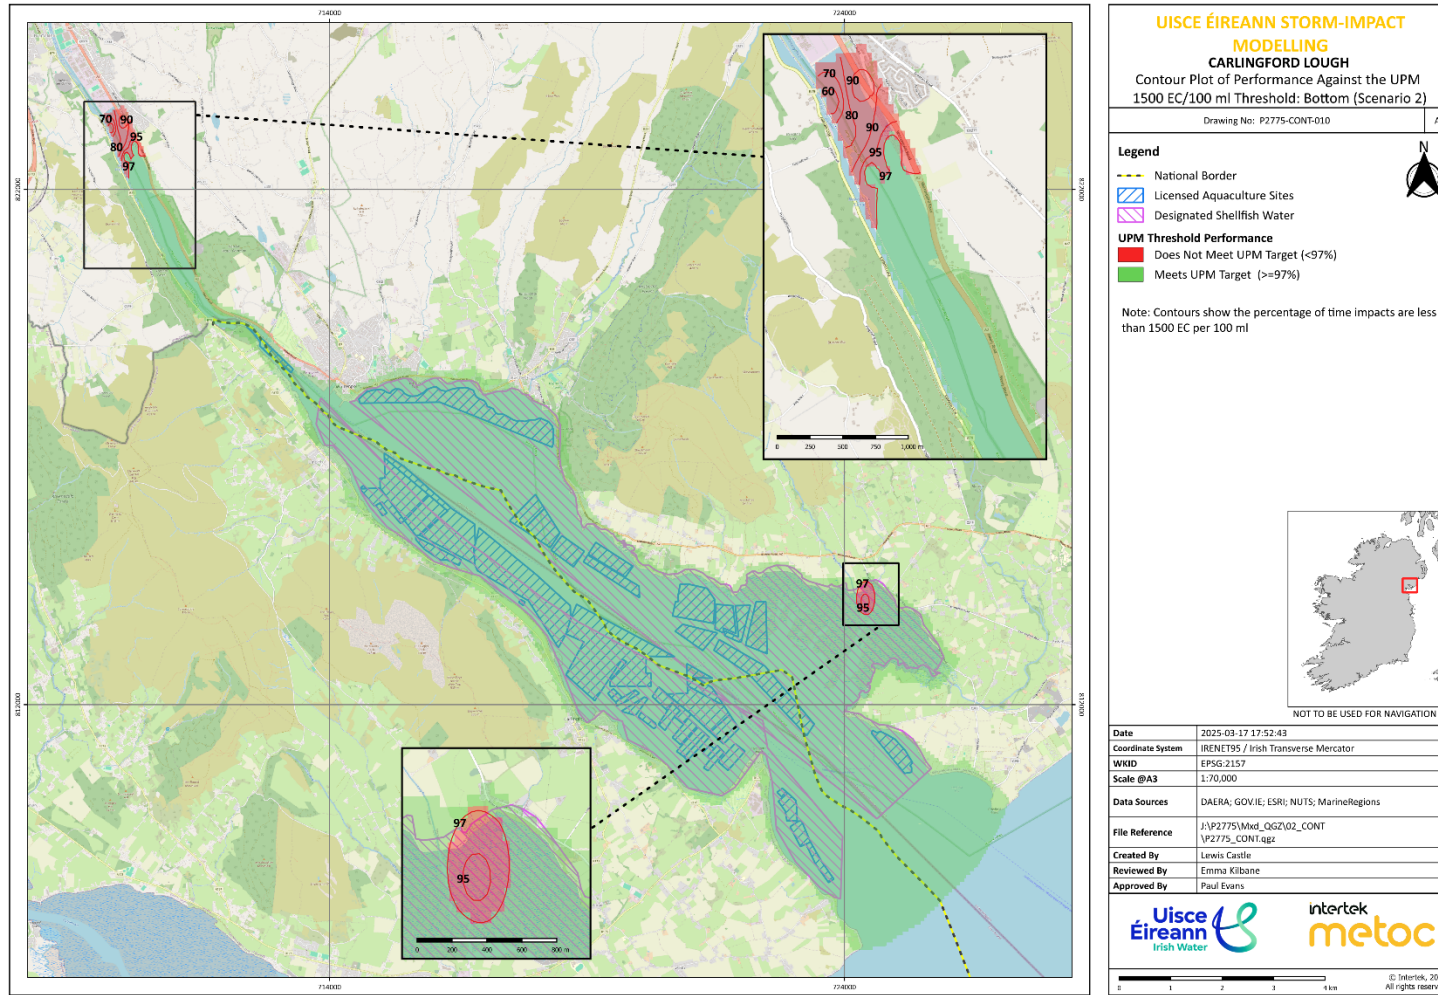 UISCE ÉIREANN STORM-IMPACT
MODELLING
CARLINGFORD LOUGH
Contour Plot of Performance Against the UPM
1500 EC/100 ml Threshold: Bottom (Scenario 2)
Drawing No: P2775-CONT-010
A
Legend
N
National Border
Licensed Aquaculture Sites
Designated Shellfish Water
UPM Threshold Performance
Does Not Meet UPM Target (<97%)
Meets UPM Target (>=97%)
Note: Contours show the percentage of time impacts are less
than 1500 EC per 100 ml
NOT TO BE USED FOR NAVIGATION
Date 2025-03-17 17:52:43
Coordinate System IRENET95 / Irish Transverse Mercator
WKID EPSG:2157
Scale @A3 1:70,000
Data Sources DAERA; GOV.IE; ESRI; NUTS; MarineRegions
File Reference J:\P2775\Mxd_QGZ\02_CONT
\P2775_CONT.qgz
Created By Lewis Castle
Reviewed By Emma Kilbane
Approved By Paul Evans
Uisce
Éireann
Irish Water
intertek
metoc
0 1 2 3 4 km
© Intertek, 20
All rights reserv
714000 724000
822000 822000
812000 812000
714000 724000
70 90
95
80
97
70
90
60
80
90
95
97
0 250 500 750 1,000 m
97
95
97
95
0 200 400 600 800 m